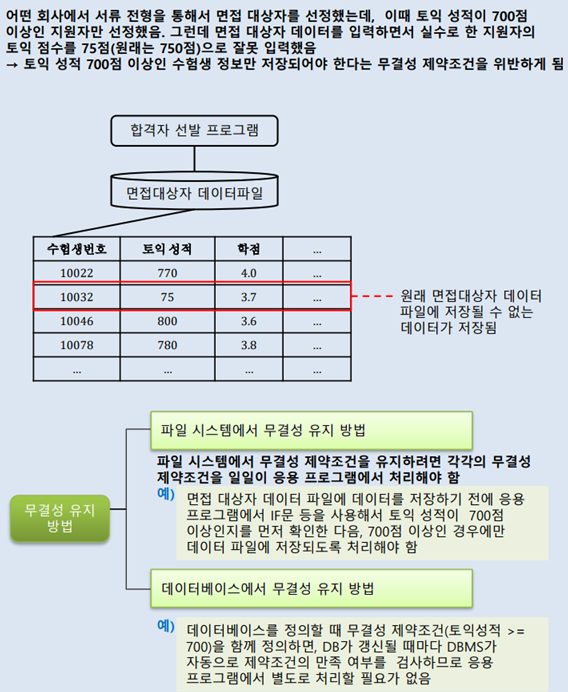 어떤 회사에서 서류 전형을 통해서 면접 대상자를 선정했는데, 이때 토익 성적이 700점
이상인 지원자만 선정했음. 그런데 면접 대상자 데이터를 입력하면서 실수로 한 지원자의
토익 점수를 75점(원래는 750점)으로 잘못 입력했음
→ 토익 성적 700점 이상인 수험생 정보만 저장되어야 한다는 무결성 제약조건을 위반하게 됨
합격자 선발 프로그램
면접대상자 데이터파일
수험생번호 토익 성적 학점 ...
10022 770 4.0 ...
10032 75 3.7 ...
10046 800 3.6 ...
10078 780 3.8 ...
... ... ... ...
원래 면접대상자 데이터
파일에 저장될 수 없는
데이터가 저장됨
무결성 유지
방법
파일 시스템에서 무결성 유지 방법
파일 시스템에서 무결성 제약조건을 유지하려면 각각의 무결성
제약조건을 일일이 응용 프로그램에서 처리해야 함
예) 면접 대상자 데이터 파일에 데이터를 저장하기 전에 응용
프로그램에서 IF문 등을 사용해서 토익 성적이 700점
이상인지를 먼저 확인한 다음, 700점 이상인 경우에만
데이터 파일에 저장되도록 처리해야 함
데이터베이스에서 무결성 유지 방법
예) 데이터베이스를 정의할 때 무결성 제약조건(토익성적 >=
700)을 함께 정의하면, DB가 갱신될 때마다 DBMS가
자동으로 제약조건의 만족 여부를 검사하므로 응용
프로그램에서 별도로 처리할 필요가 없음